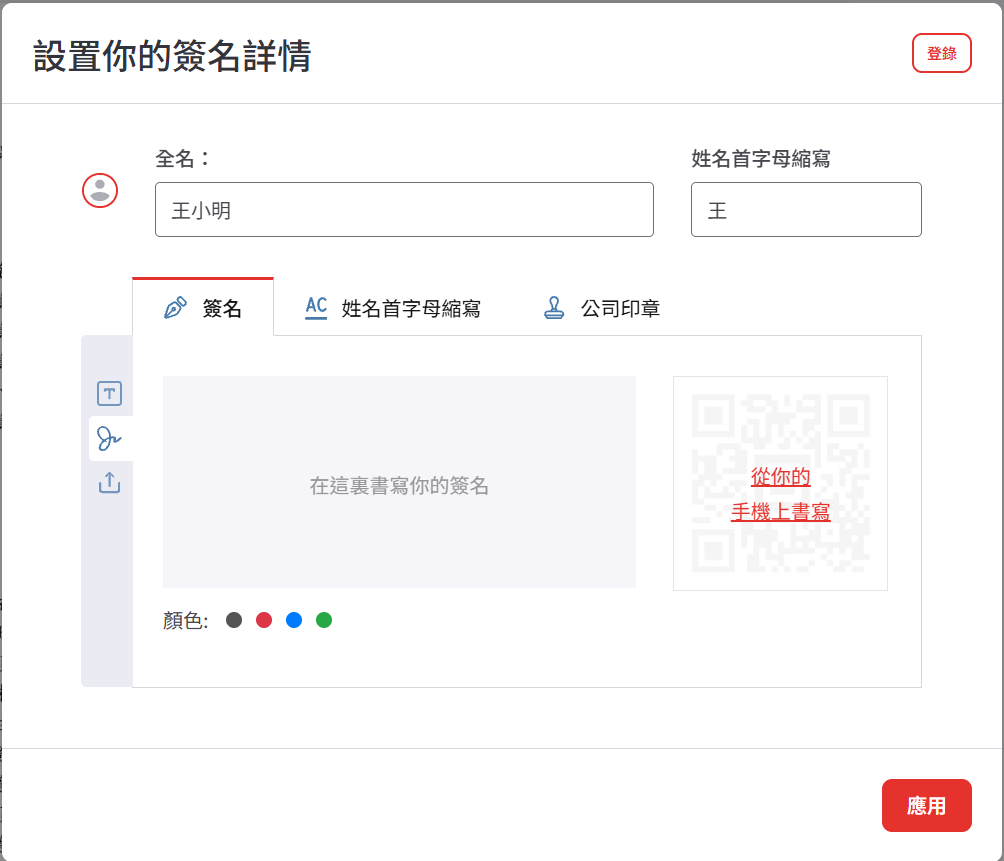 設置你的簽名詳情
登錄
全名：
姓名首字母縮寫
王小明
王
簽名
AC
姓名首字母縮寫
公司印章
T
在這裏書寫你的簽名
從你的
手機上書寫
顏色:
應用